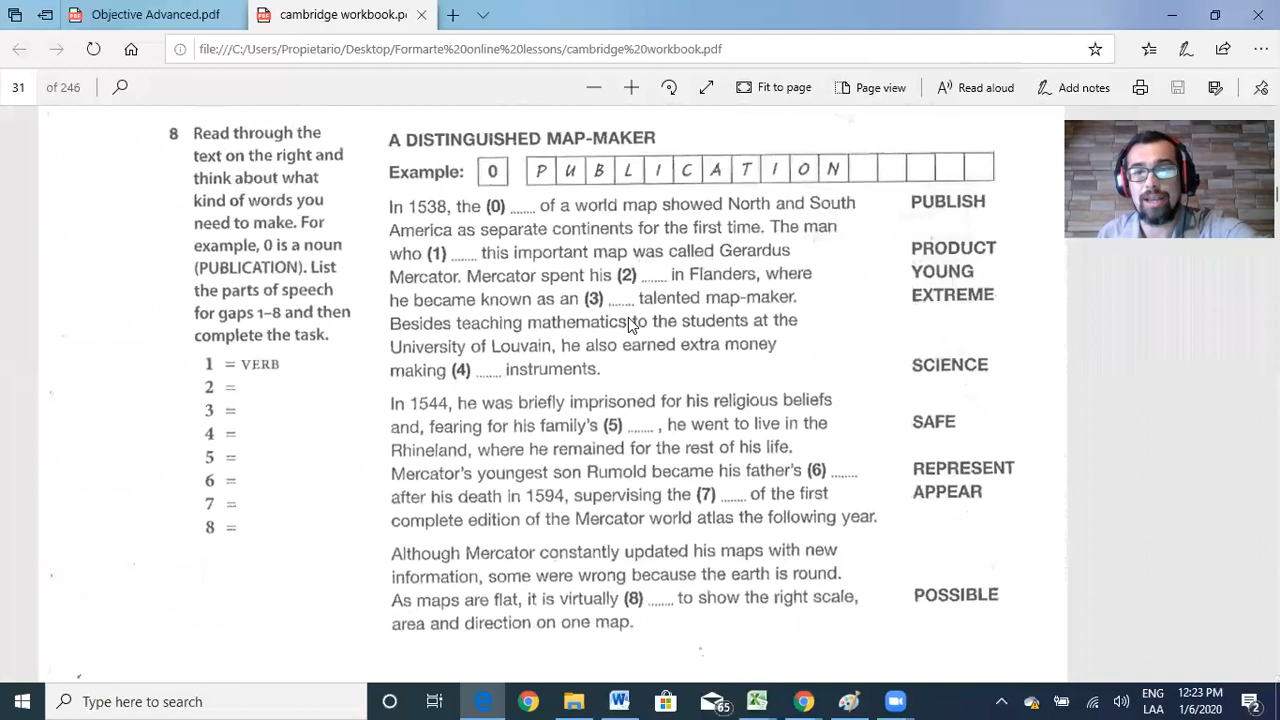 Objective Advanced.pdf
cambridge workbook.p
file:///C:/Users/Propietario/Desktop/Formarte%20online%20lessons/cambridge%20workbook.pdf
31 of 246
Fit to page
Page view
Read aloud
Add notes
8 Read through the
text on the right and
think about what
kind of words you
need to make. For
example, 0 is a noun
(PUBLICATION). List
the parts of speech
for gaps 1–8 and then
complete the task.
1 = VERB
2 =
3 =
4 =
5 =
6 =
7 =
8 =
A DISTINGUISHED MAP-MAKER
Example: 0 PUBLICATION
In 1538, the (0) ....... of a world map showed North and South PUBLISH
America as separate continents for the first time. The man
who (1) ....... this important map was called Gerardus PRODUCT
Mercator. Mercator spent his (2) ....... in Flanders, where YOUNG
he became known as an (3) ....... talented map-maker. EXTREME
Besides teaching mathematics to the students at the
University of Louvain, he also earned extra money
making (4) ....... instruments. SCIENCE
In 1544, he was briefly imprisoned for his religious beliefs
and, fearing for his family's (5) ....... , he went to live in the SAFE
Rhineland, where he remained for the rest of his life.
Mercator's youngest son Rumold became his father's (6) ....... REPRESENT
after his death in 1594, supervising the (7) ....... of the first APPEAR
complete edition of the Mercator world atlas the following year.
Although Mercator constantly updated his maps with new
information, some were wrong because the earth is round.
As maps are flat, it is virtually (8) ....... to show the right scale, POSSIBLE
area and direction on one map.
Type here to search
65
ENG
LAA
12:23 PM
1/6/2020
2